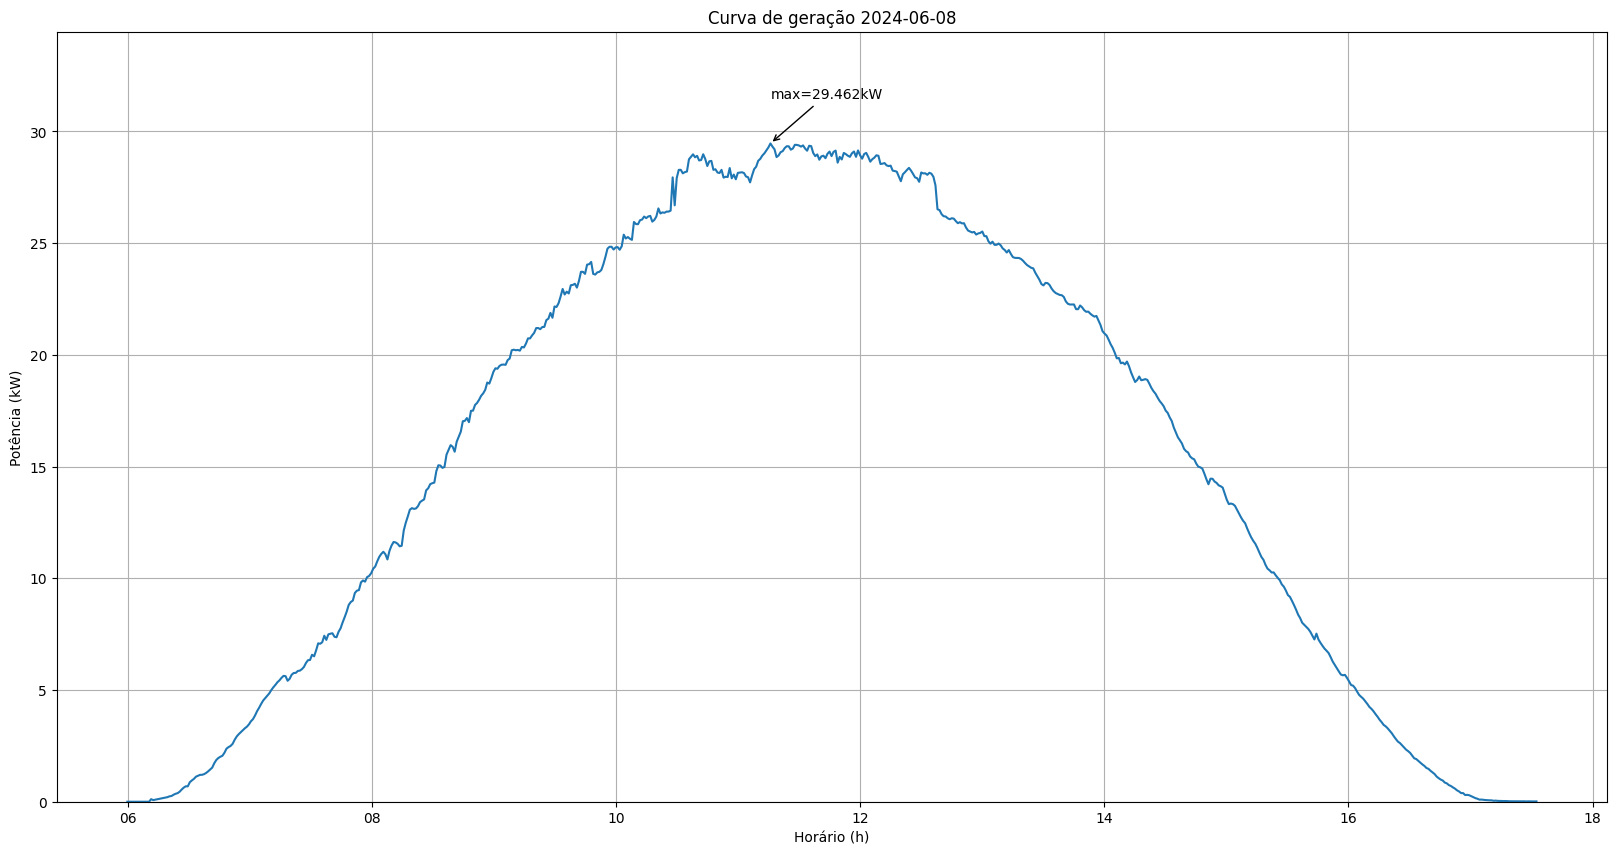 Curva de geração 2024-06-08
max=29.462kW
30
25
20
15
10
5
0
Potência (kW)
06 08 10 12 14 16 18
Horário (h)